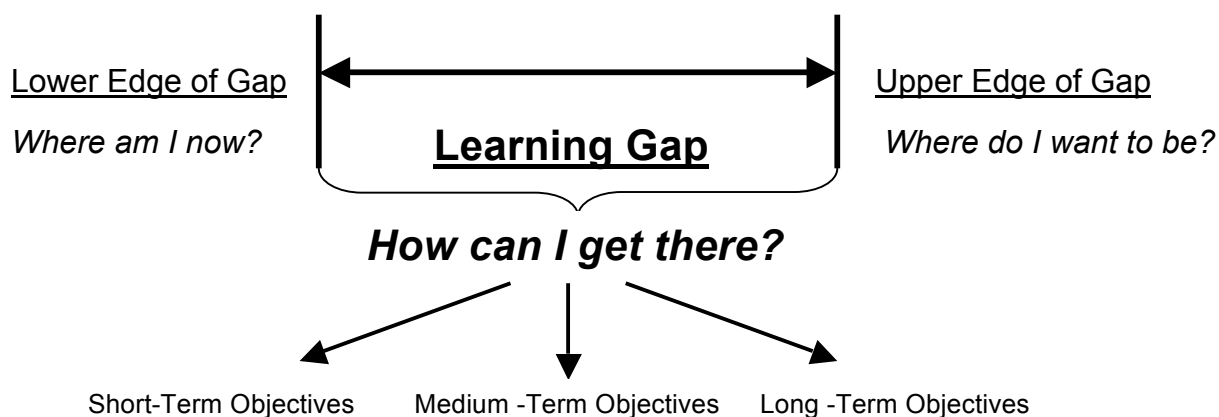 Lower Edge of Gap
Upper Edge of Gap
Where am I now?
Learning Gap
Where do I want to be?
How can I get there?
Short-Term Objectives
Medium -Term Objectives
Long -Term Objectives